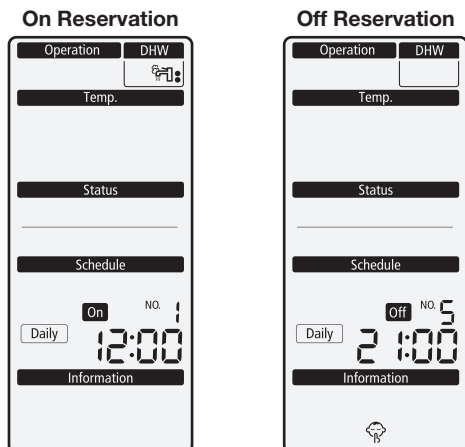 On Reservation
Operation DHW
Temp.
Status
Schedule
On NO. 1
Daily 12:00
Information
Off Reservation
Operation DHW
Temp.
Status
Schedule
Off NO. 5
Daily 21:00
Information